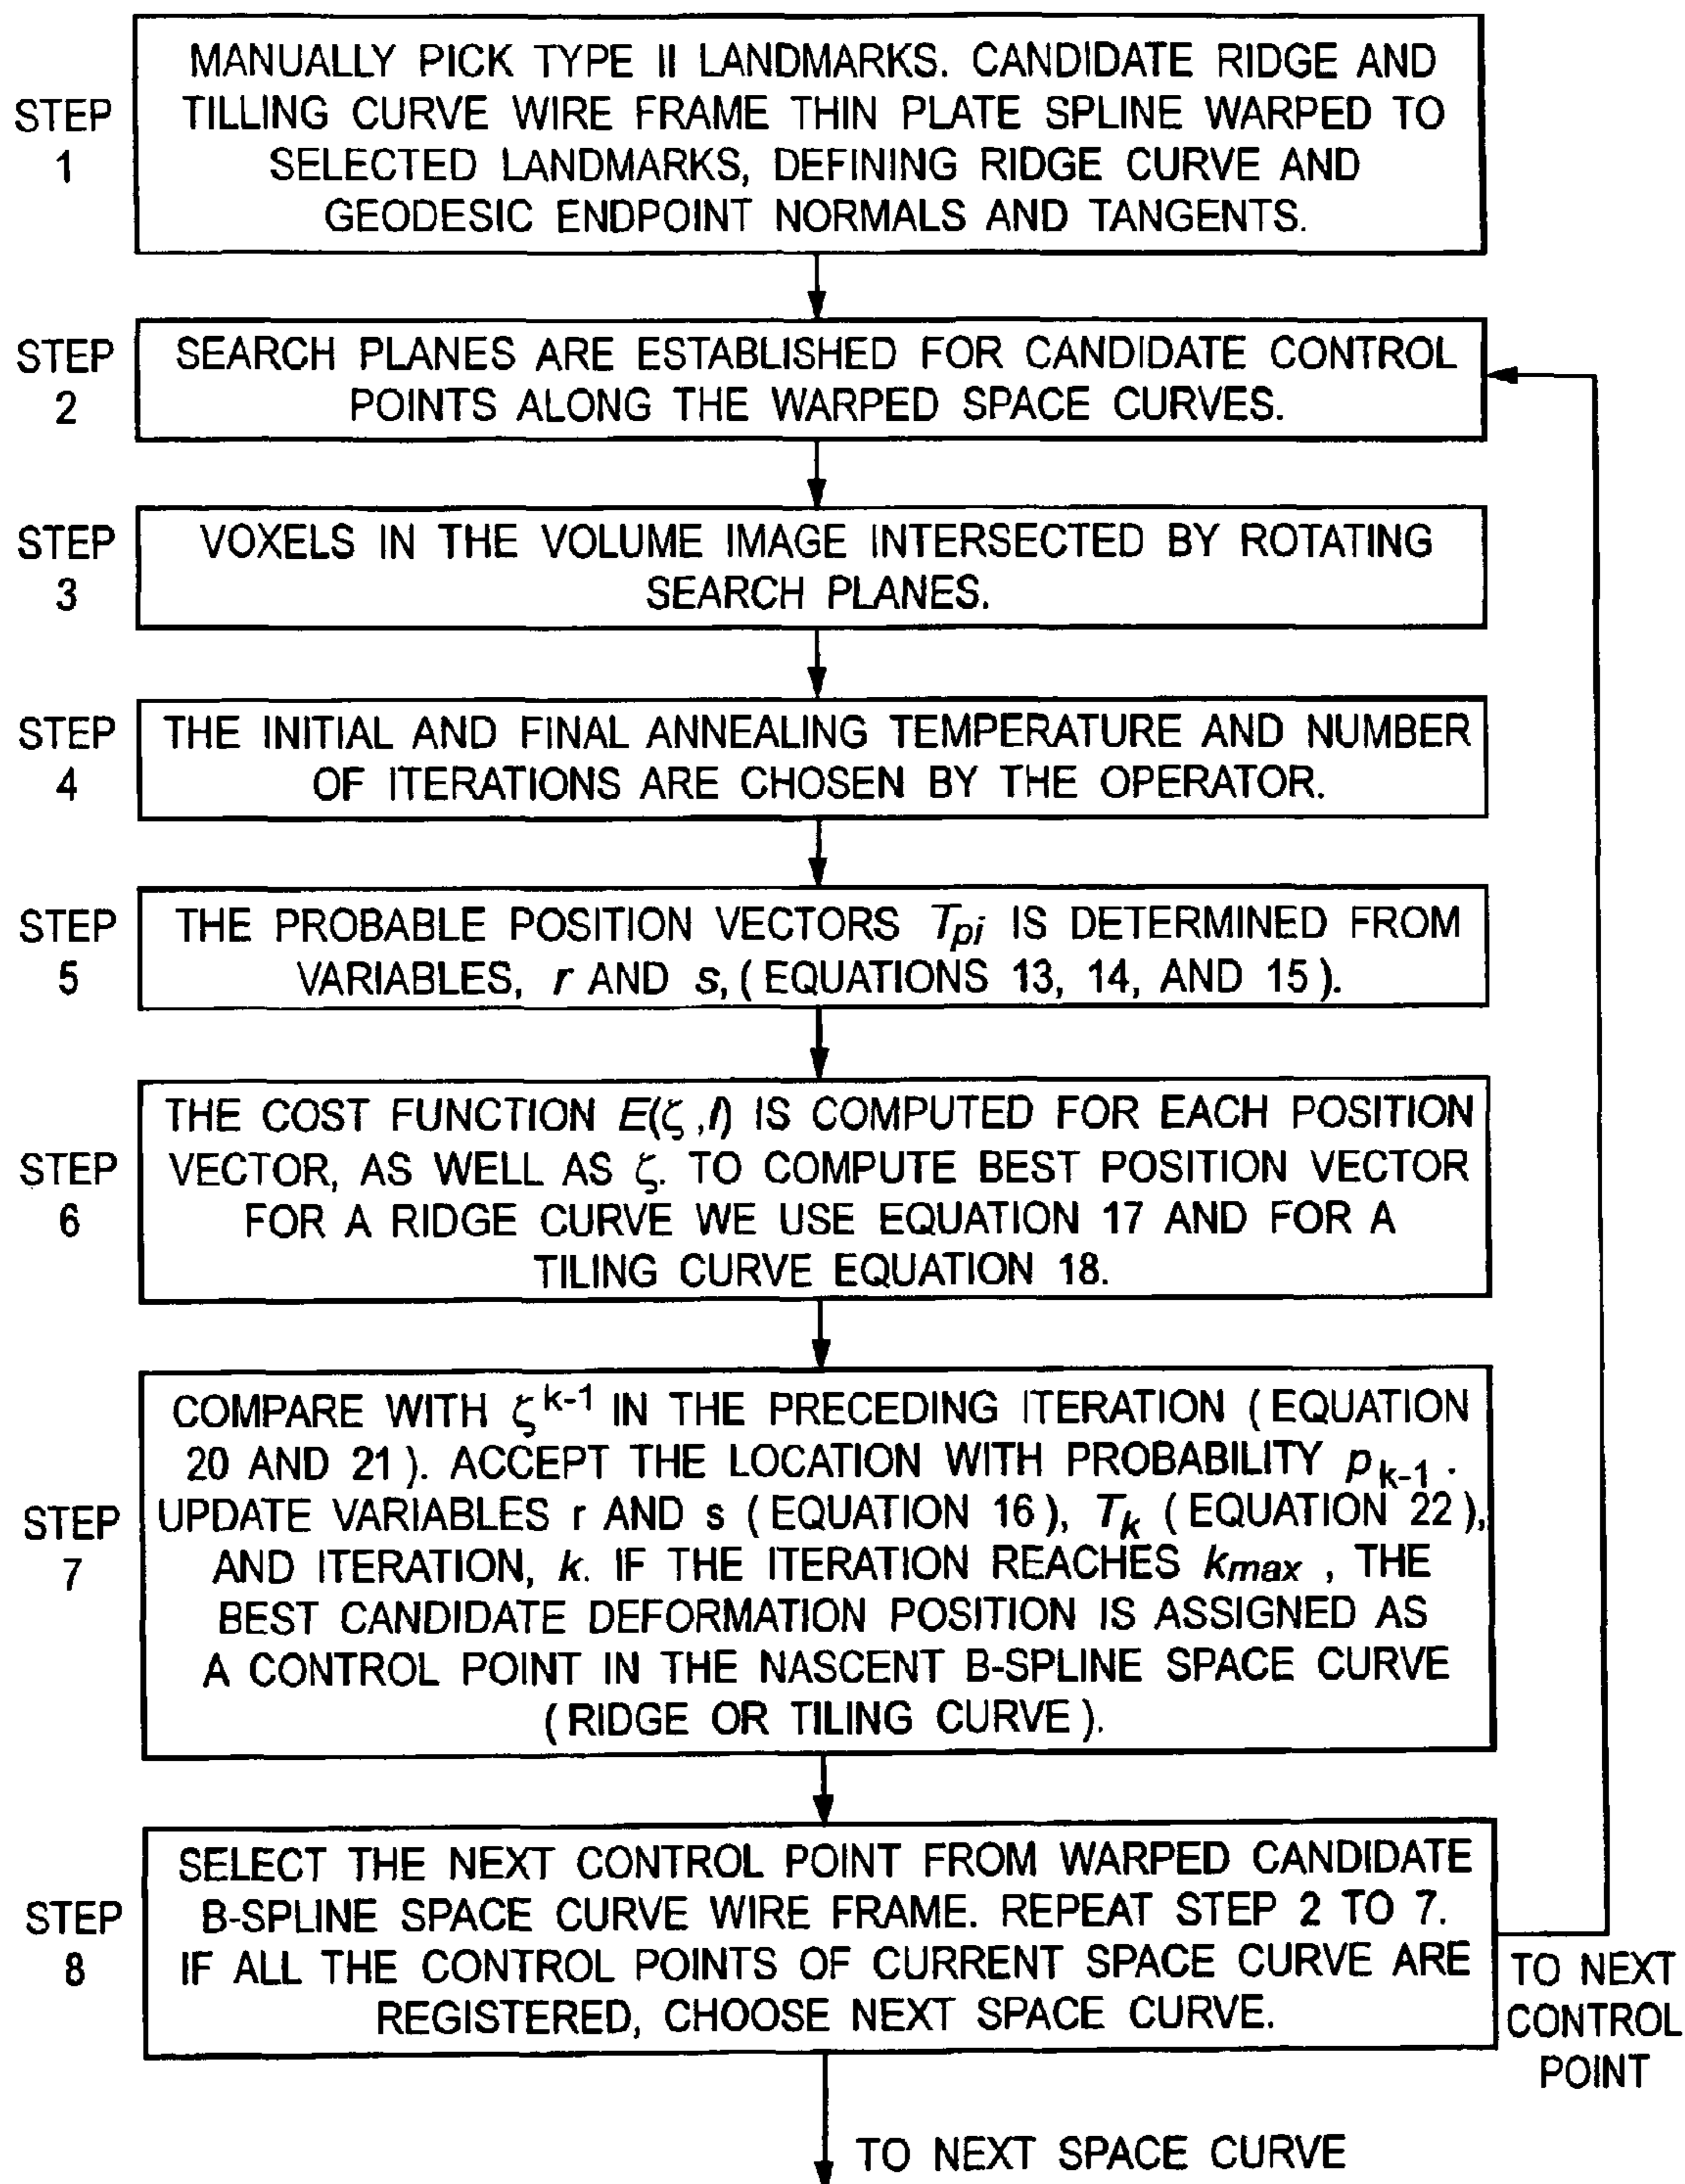 STEP
1
MANUALLY PICK TYPE II LANDMARKS. CANDIDATE RIDGE AND
TILLING CURVE WIRE FRAME THIN PLATE SPLINE WARPED TO
SELECTED LANDMARKS, DEFINING RIDGE CURVE AND
GEODESIC ENDPOINT NORMALS AND TANGENTS.
STEP
2
SEARCH PLANES ARE ESTABLISHED FOR CANDIDATE CONTROL
POINTS ALONG THE WARPED SPACE CURVES.
STEP
3
VOXELS IN THE VOLUME IMAGE INTERSECTED BY ROTATING
SEARCH PLANES.
STEP
4
THE INITIAL AND FINAL ANNEALING TEMPERATURE AND NUMBER
OF ITERATIONS ARE CHOSEN BY THE OPERATOR.
STEP
5
THE PROBABLE POSITION VECTORS T_pi IS DETERMINED FROM
VARIABLES, r AND s, (EQUATIONS 13, 14, AND 15).
STEP
6
THE COST FUNCTION E(ζ,I) IS COMPUTED FOR EACH POSITION
VECTOR, AS WELL AS ζ. TO COMPUTE BEST POSITION VECTOR
FOR A RIDGE CURVE WE USE EQUATION 17 AND FOR A
TILING CURVE EQUATION 18.
STEP
7
COMPARE WITH ζ^k-1 IN THE PRECEDING ITERATION (EQUATION
20 AND 21). ACCEPT THE LOCATION WITH PROBABILITY p_k-1.
UPDATE VARIABLES r AND s (EQUATION 16), T_k (EQUATION 22),
AND ITERATION, k. IF THE ITERATION REACHES kmax, THE
BEST CANDIDATE DEFORMATION POSITION IS ASSIGNED AS
A CONTROL POINT IN THE NASCENT B-SPLINE SPACE CURVE
(RIDGE OR TILING CURVE).
STEP
8
SELECT THE NEXT CONTROL POINT FROM WARPED CANDIDATE
B-SPLINE SPACE CURVE WIRE FRAME. REPEAT STEP 2 TO 7.
IF ALL THE CONTROL POINTS OF CURRENT SPACE CURVE ARE
REGISTERED, CHOOSE NEXT SPACE CURVE.
TO NEXT
CONTROL
POINT
TO NEXT SPACE CURVE